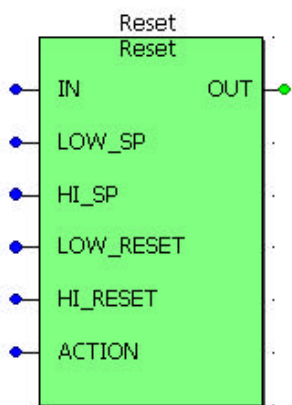 Reset
Reset
IN OUT
LOW_SP
HI_SP
LOW_RESET
HI_RESET
ACTION